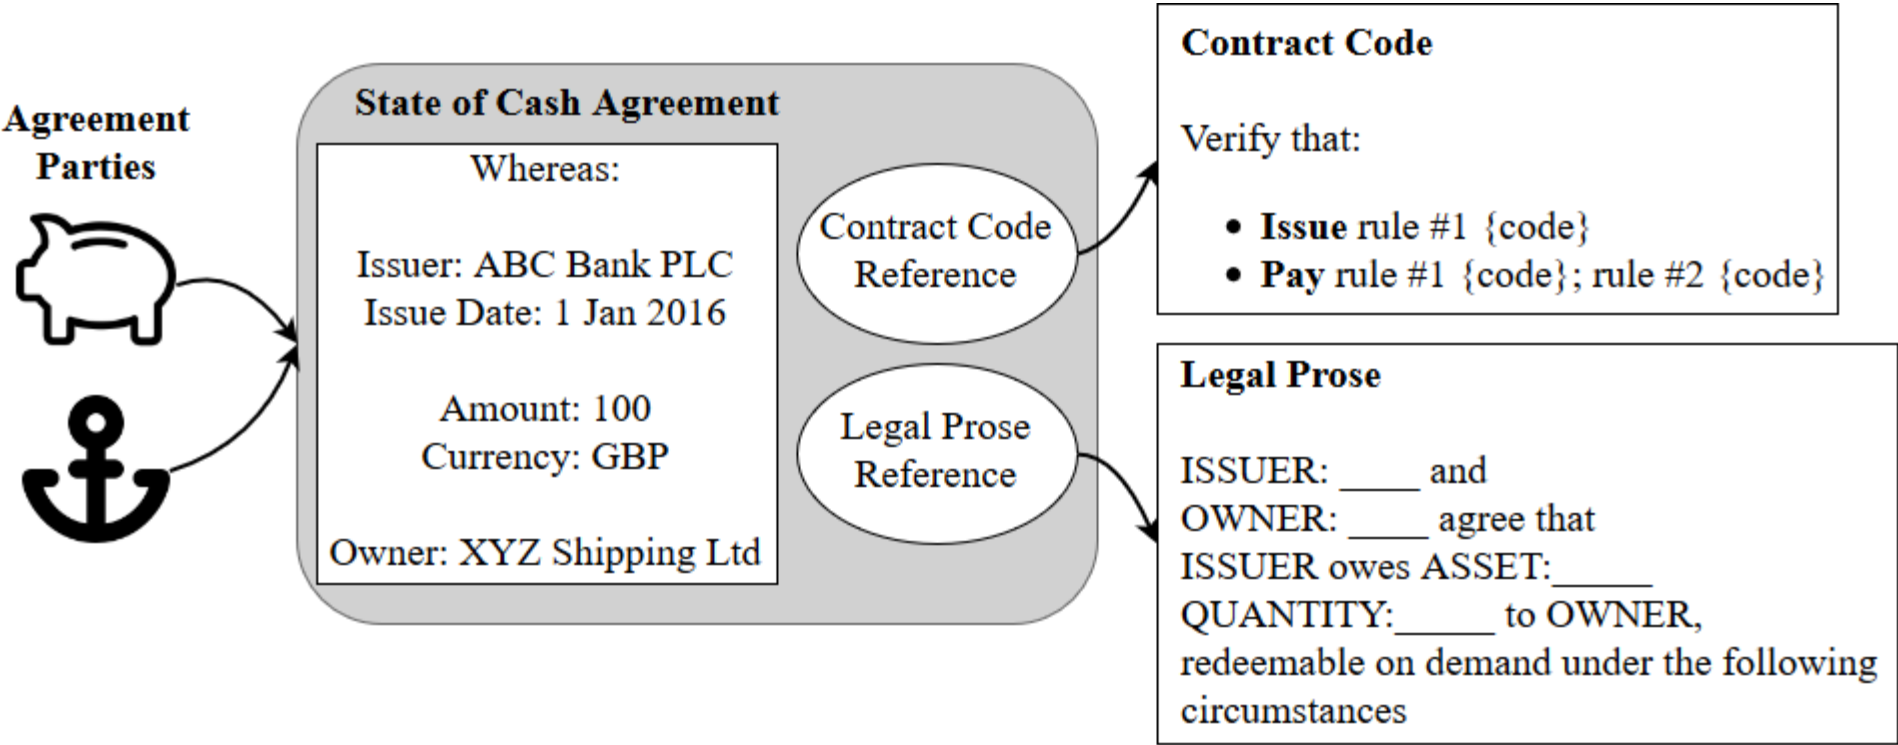 Agreement
Parties
State of Cash Agreement
Whereas:
Issuer: ABC Bank PLC
Issue Date: 1 Jan 2016
Amount: 100
Currency: GBP
Owner: XYZ Shipping Ltd
Contract Code
Reference
Legal Prose
Reference
Contract Code
Verify that:
• Issue rule #1 {code}
• Pay rule #1 {code}; rule #2 {code}
Legal Prose
ISSUER: ____ and
OWNER: ____ agree that
ISSUER owes ASSET:_____
QUANTITY:_____ to OWNER,
redeemable on demand under the following
circumstances